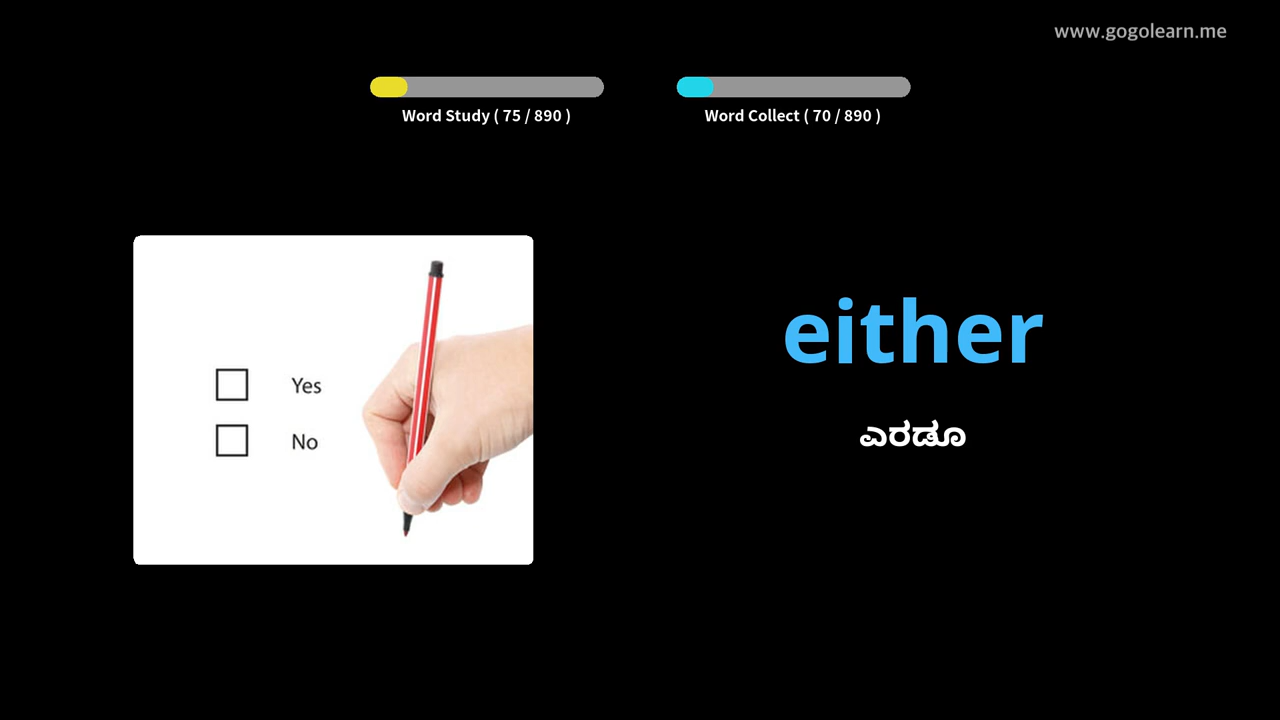 www.gogolearn.me
Word Study ( 75 / 890 )
Word Collect ( 70 / 890 )
Yes
No
either
ಎರಡೂ